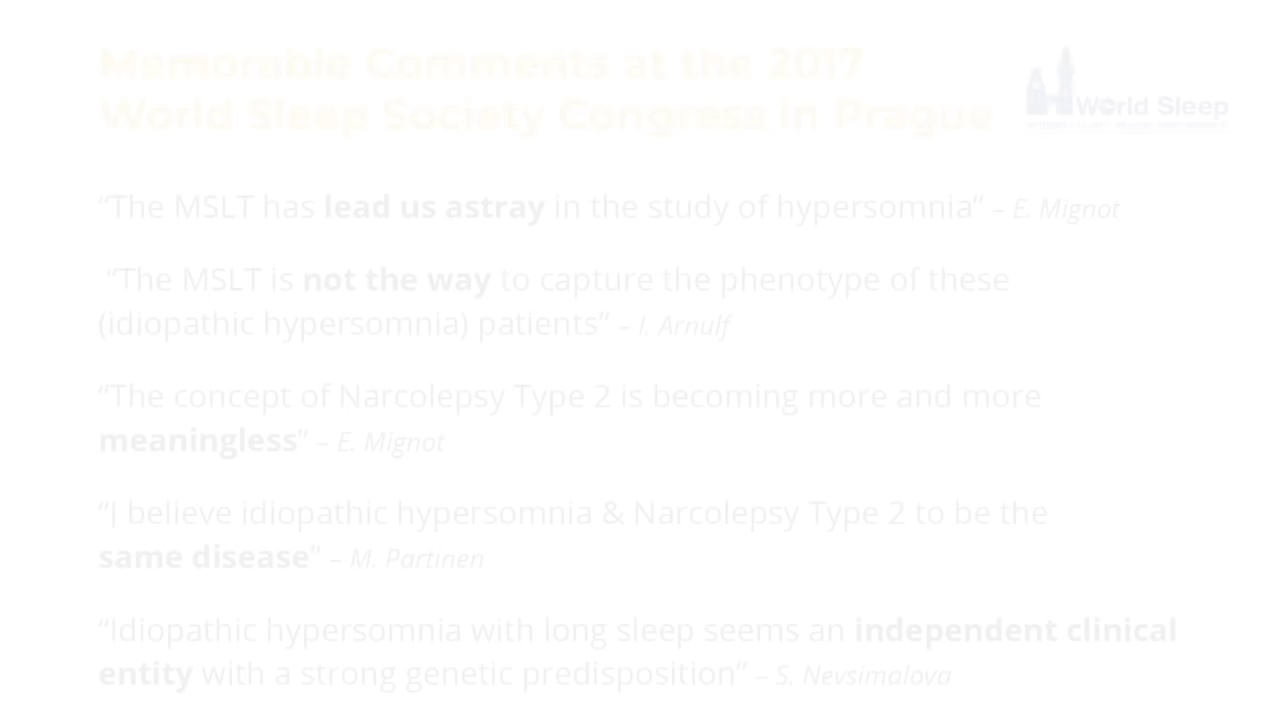 Memorable Comments at the 2017
World Sleep Society Congress in Prague
World Sleep
“The MSLT has lead us astray in the study of hypersomnia” – E. Mignot
“The MSLT is not the way to capture the phenotype of these
(idiopathic hypersomnia) patients” – I. Arnulf
“The concept of Narcolepsy Type 2 is becoming more and more
meaningless” – E. Mignot
“I believe idiopathic hypersomnia & Narcolepsy Type 2 to be the
same disease” – M. Partinen
“Idiopathic hypersomnia with long sleep seems an independent clinical
entity with a strong genetic predisposition” – S. Nevsimalova